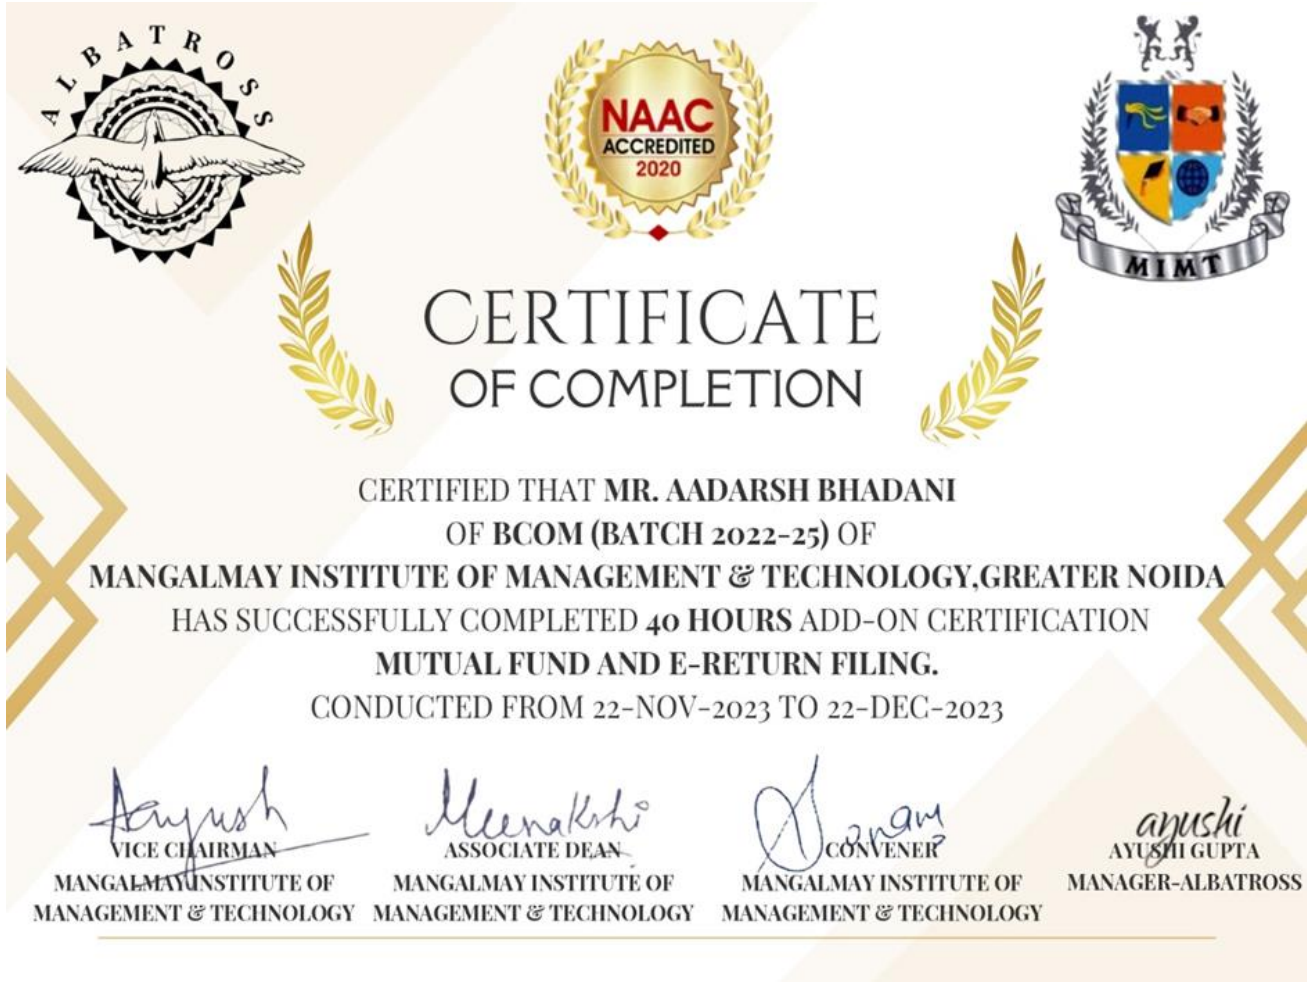 ALBATROSS
NAAC
ACCREDITED
2020
MIMT
CERTIFICATE
OF COMPLETION
CERTIFIED THAT MR. AADARSH BHADANI
OF BCOM (BATCH 2022-25) OF
MANGALMAY INSTITUTE OF MANAGEMENT & TECHNOLOGY,GREATER NOIDA
HAS SUCCESSFULLY COMPLETED 40 HOURS ADD-ON CERTIFICATION
MUTUAL FUND AND E-RETURN FILING.
CONDUCTED FROM 22-NOV-2023 TO 22-DEC-2023
Aayush
VICE CHAIRMAN
MANGALMAY INSTITUTE OF
MANAGEMENT & TECHNOLOGY
Meenakshi
ASSOCIATE DEAN
MANGALMAY INSTITUTE OF
MANAGEMENT & TECHNOLOGY
CONVENER
MANGALMAY INSTITUTE OF
MANAGEMENT & TECHNOLOGY
ayushi
AYUSHI GUPTA
MANAGER-ALBATROSS